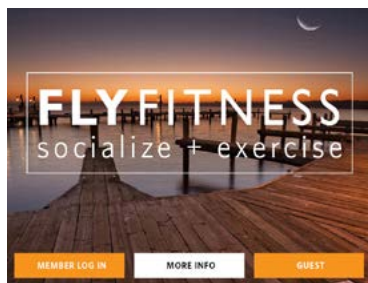 FLYFITNESS
socialize + exercise
MEMBER LOG IN
MORE INFO
GUEST